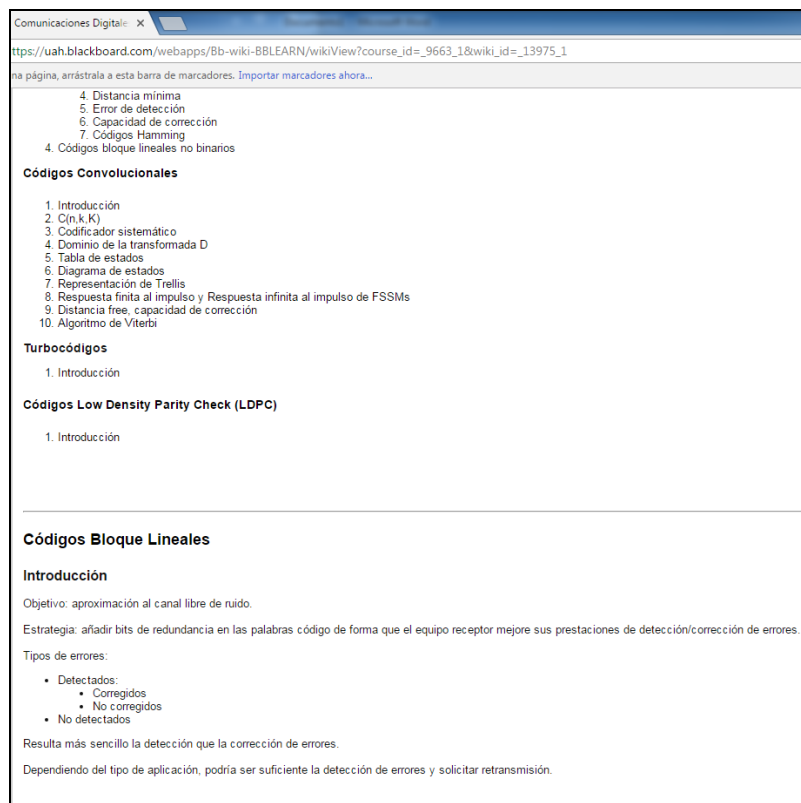 Comunicaciones Digitale ×
ttps://uah.blackboard.com/webapps/Bb-wiki-BBLEARN/wikiView?course_id=_9663_1&wiki_id=_13975_1
na página, arrástrala a esta barra de marcadores. Importar marcadores ahora...
4. Distancia mínima
5. Error de detección
6. Capacidad de corrección
7. Códigos Hamming
4. Códigos bloque lineales no binarios
Códigos Convolucionales
1. Introducción
2. C(n,k,K)
3. Codificador sistemático
4. Dominio de la transformada D
5. Tabla de estados
6. Diagrama de estados
7. Representación de Trellis
8. Respuesta finita al impulso y Respuesta infinita al impulso de FSSMs
9. Distancia free, capacidad de corrección
10. Algoritmo de Viterbi
Turbocódigos
1. Introducción
Códigos Low Density Parity Check (LDPC)
1. Introducción
Códigos Bloque Lineales
Introducción
Objetivo: aproximación al canal libre de ruido.
Estrategia: añadir bits de redundancia en las palabras código de forma que el equipo receptor mejore sus prestaciones de detección/corrección de errores.
Tipos de errores:
• Detectados:
• Corregidos
• No corregidos
• No detectados
Resulta más sencillo la detección que la corrección de errores.
Dependiendo del tipo de aplicación, podría ser suficiente la detección de errores y solicitar retransmisión.